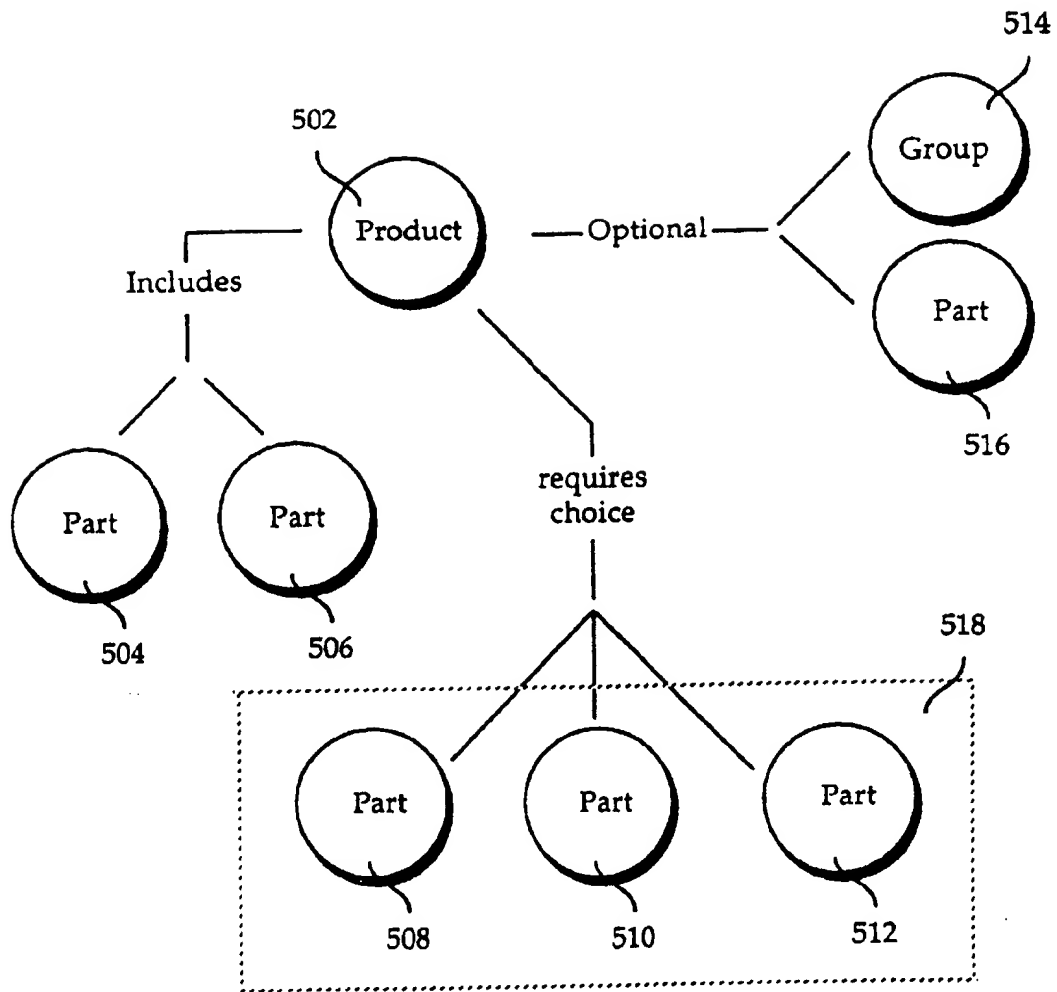 514
502
Group
Product
Optional
Includes
Part
516
requires
choice
Part
Part
504
506
518
Part
Part
Part
508
510
512